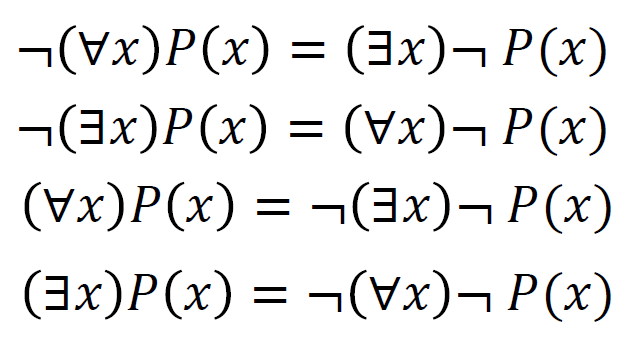 ¬(∀x)P(x) = (∃x)¬ P(x)
¬(∃x)P(x) = (∀x)¬ P(x)
(∀x)P(x) = ¬(∃x)¬ P(x)
(∃x)P(x) = ¬(∀x)¬ P(x)